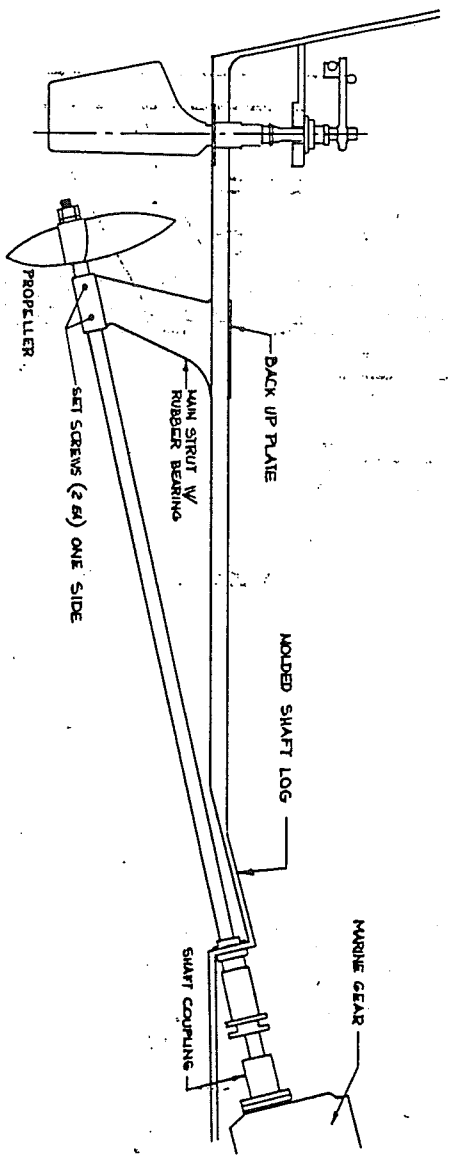 PROPELLER
SET SCREWS (2 EA) ONE SIDE
MAIN STRUT W/
RUBBER BEARING
BACK UP PLATE
MOLDED SHAFT LOG
SHAFT COUPLING
MARINE GEAR